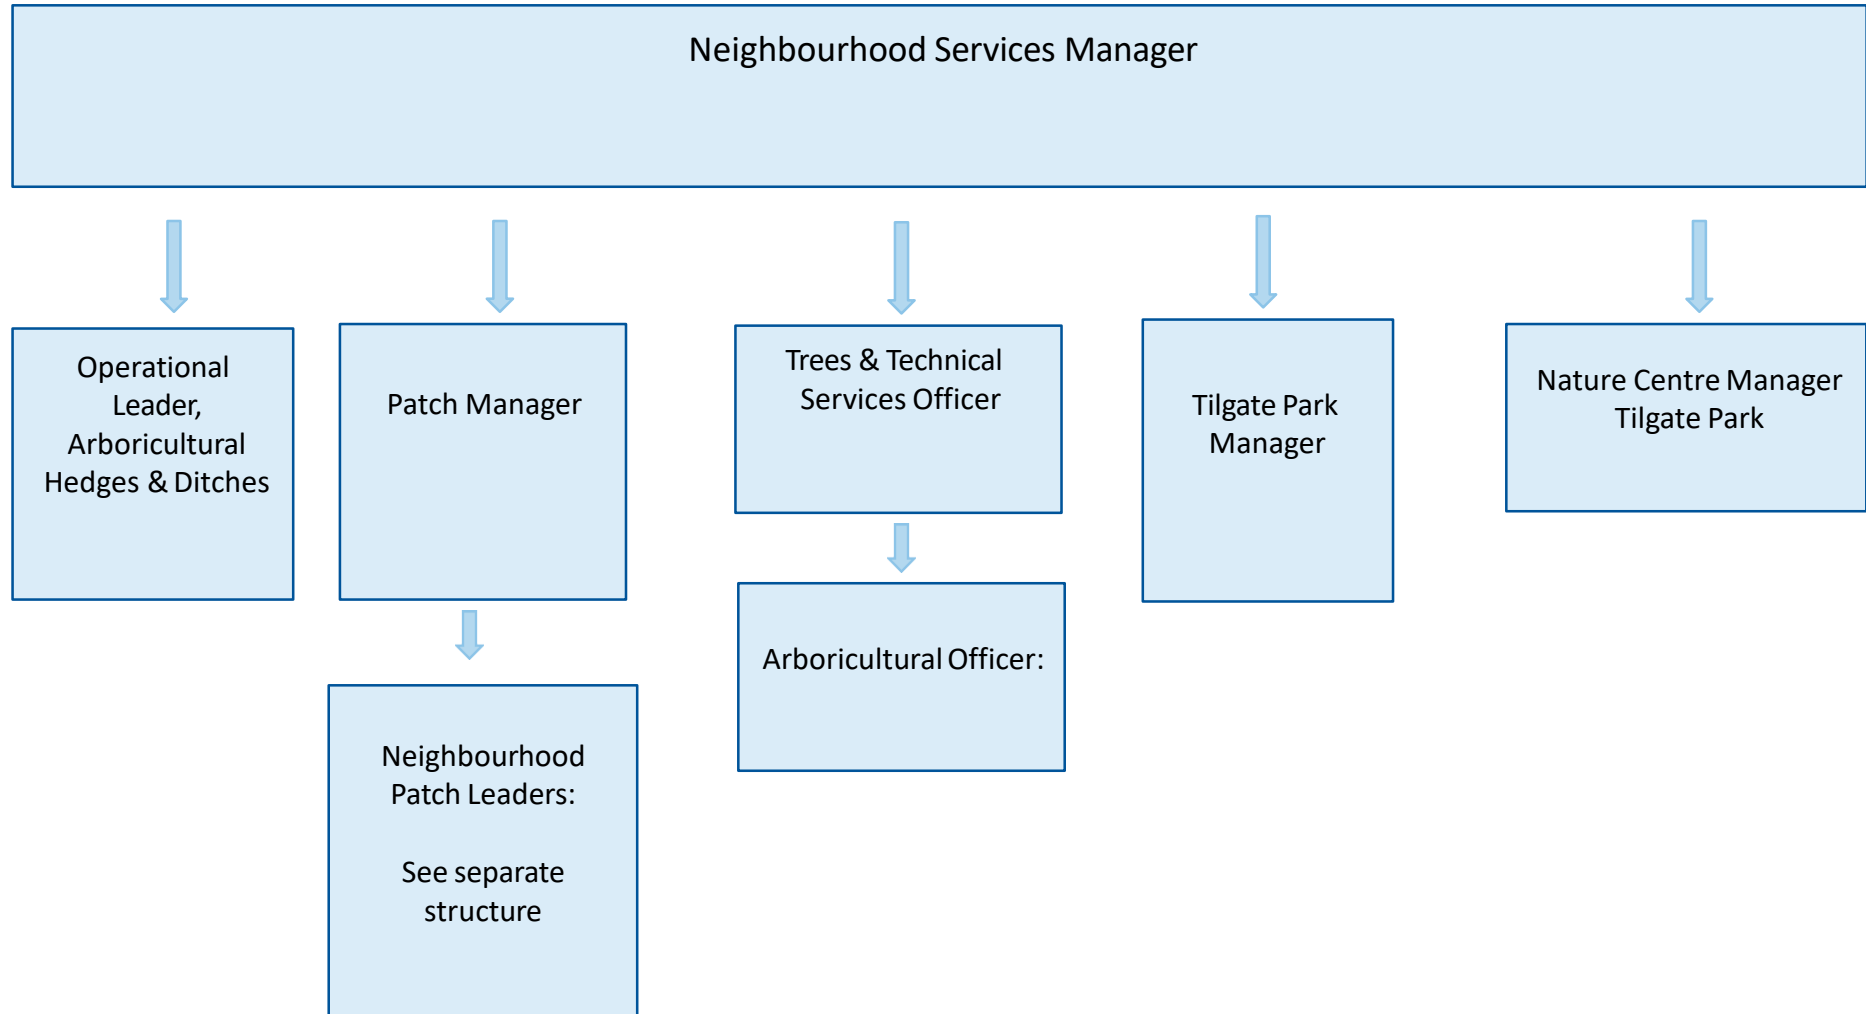 Neighbourhood Services Manager
Operational
Leader,
Arboricultural
Hedges & Ditches
Patch Manager
Trees & Technical
Services Officer
Tilgate Park
Manager
Nature Centre Manager
Tilgate Park
Arboricultural Officer:
Neighbourhood
Patch Leaders:
See separate
structure